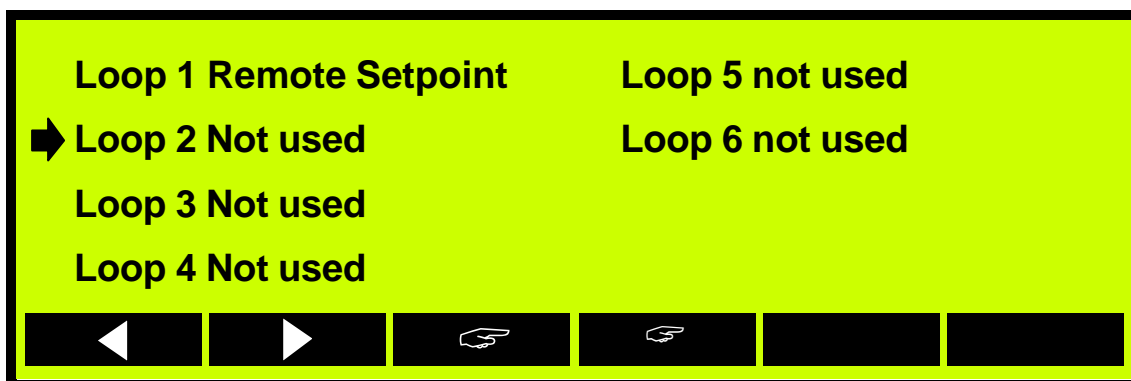 Loop 1 Remote Setpoint
Loop 2 Not used
Loop 3 Not used
Loop 4 Not used
Loop 5 not used
Loop 6 not used